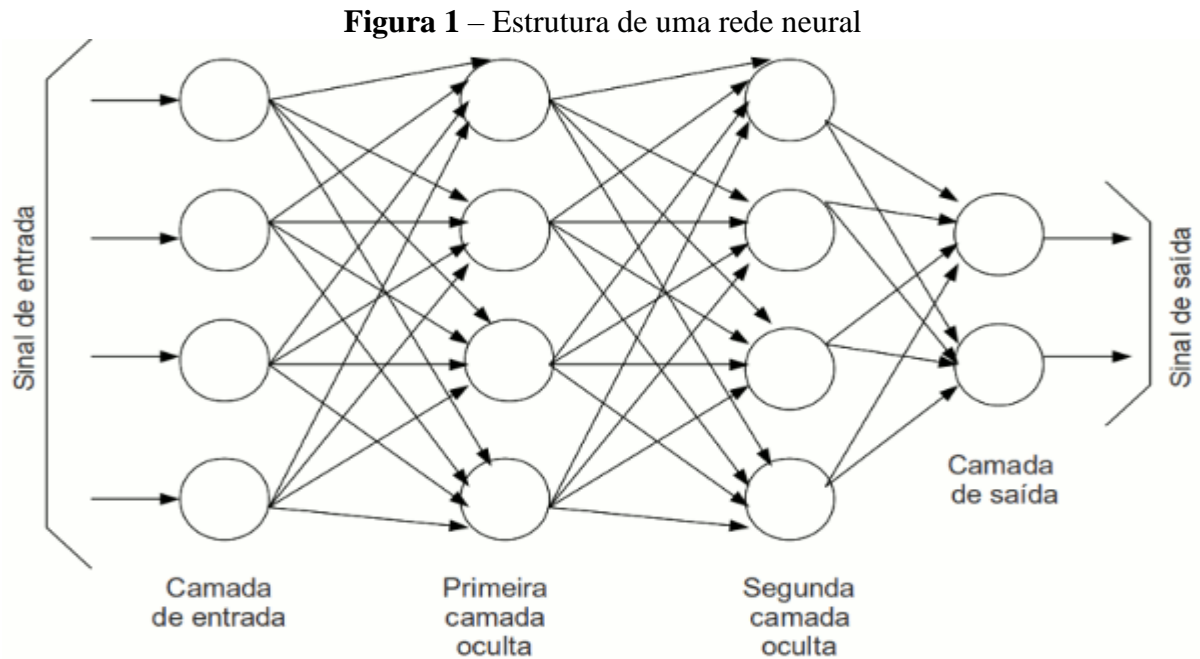 Figura 1 – Estrutura de uma rede neural
Sinal de entrada
Sinal de saída
Camada
de saída
Camada
de entrada
Primeira
camada
oculta
Segunda
camada
oculta